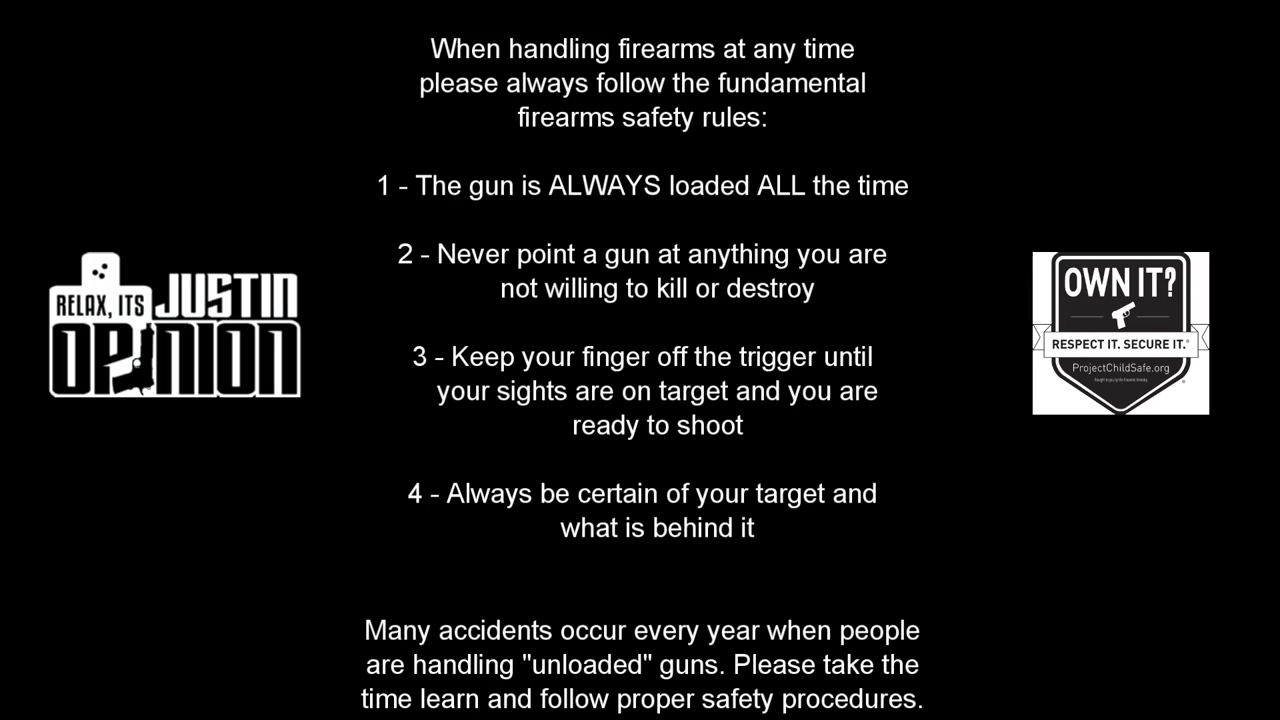 When handling firearms at any time
please always follow the fundamental
firearms safety rules:
1 - The gun is ALWAYS loaded ALL the time
2 - Never point a gun at anything you are
not willing to kill or destroy
3 - Keep your finger off the trigger until
your sights are on target and you are
ready to shoot
4 - Always be certain of your target and
what is behind it
Many accidents occur every year when people
are handling "unloaded" guns. Please take the
time learn and follow proper safety procedures.
RELAX, ITS JUSTIN
OPINION
OWN IT?
RESPECT IT. SECURE IT.®
ProjectChildSafe.org